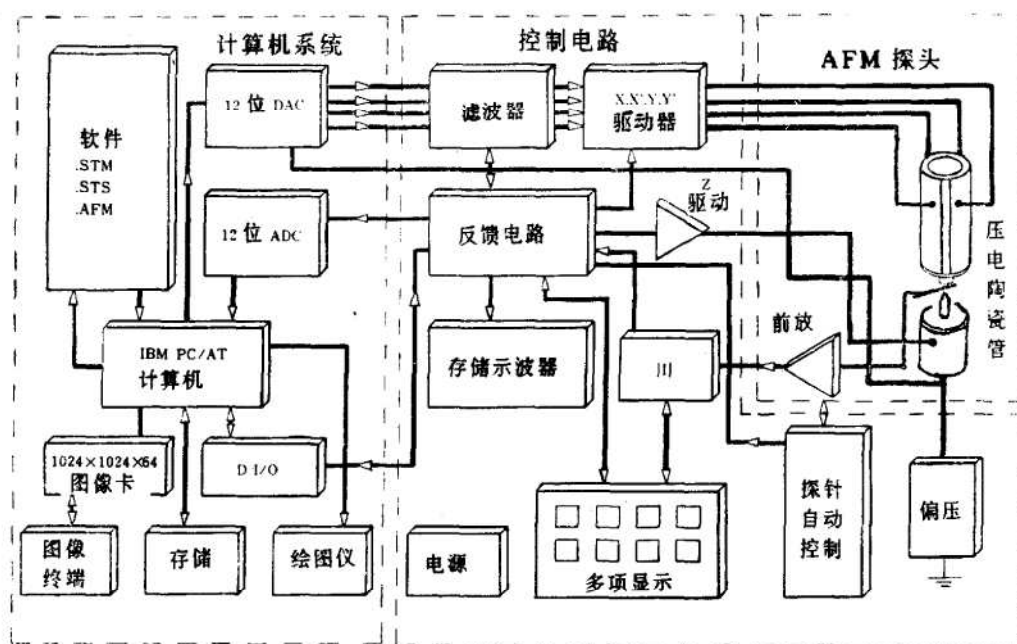 计算机系统
控制电路
AFM 探头
软件
.STM
.STS
.AFM
12位 DAC
滤波器
X.X'.Y.Y'
驱动器
12位 ADC
反馈电路
Z
驱动
压电陶瓷管
IBM PC/AT
计算机
存储示波器
前放
1024×1024×64
图像卡
D I/O
探针
自动
控制
偏压
图像
终端
存储
绘图仪
电源
多项显示